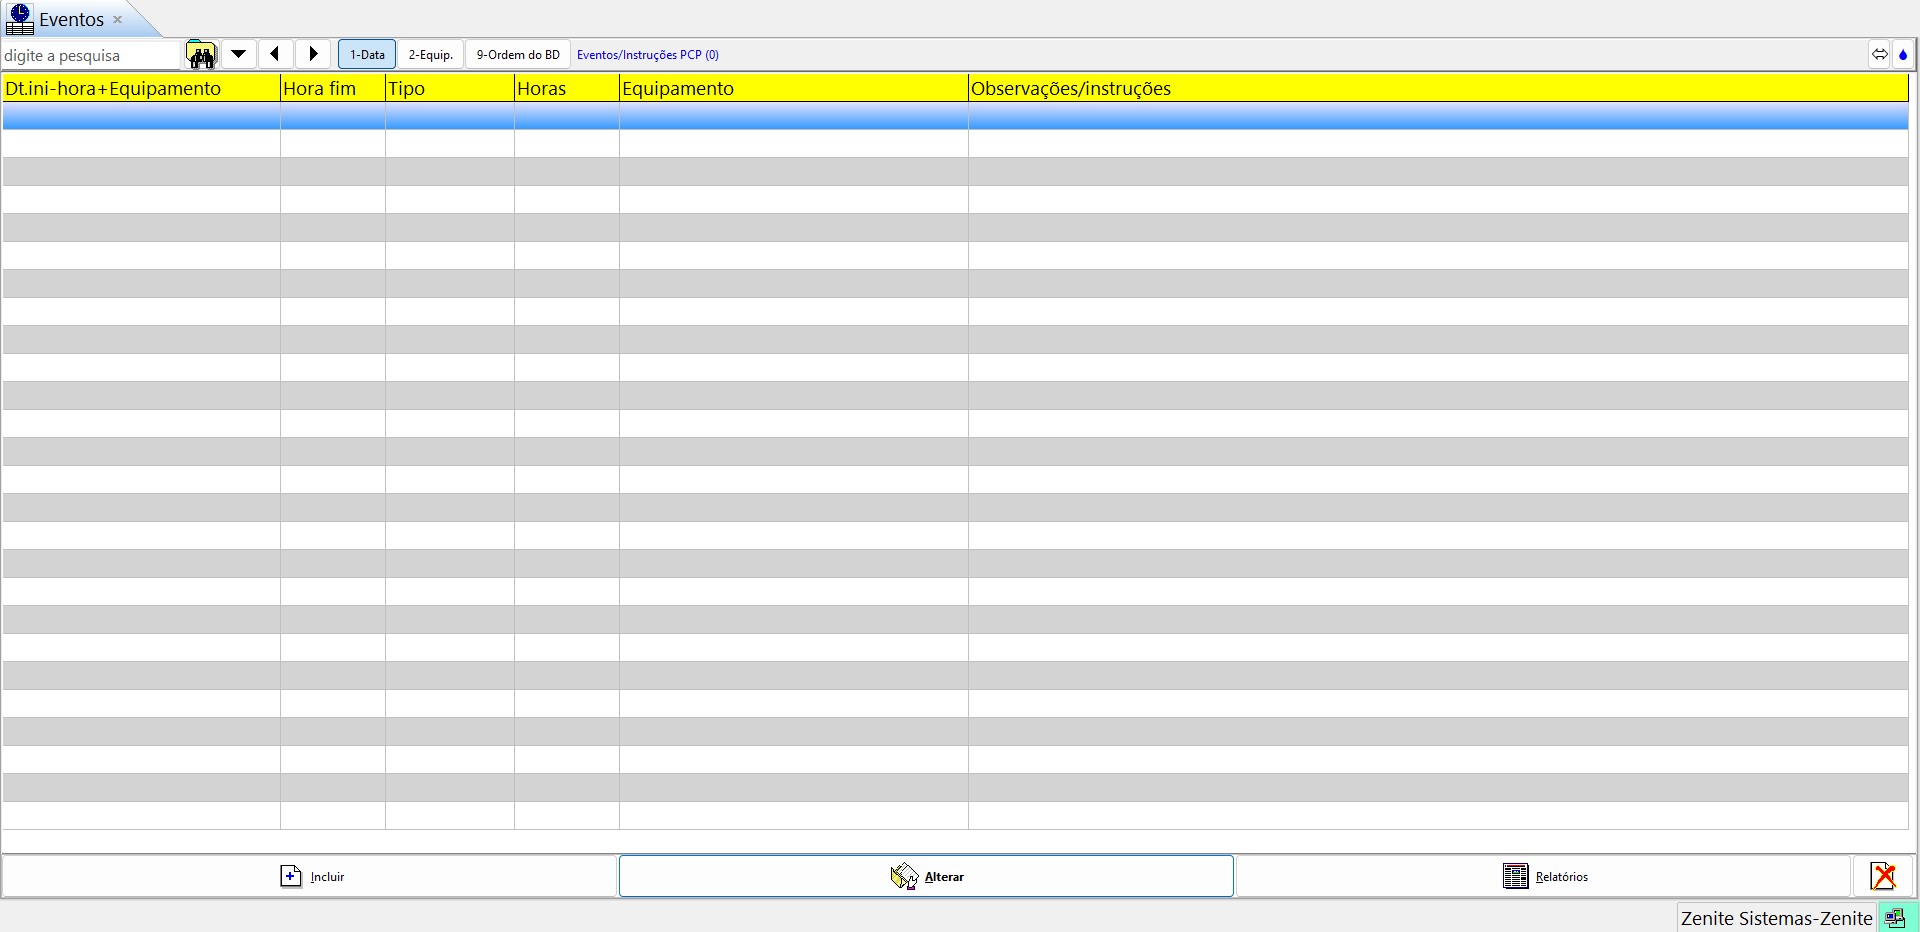 Eventos
digite a pesquisa
1-Data
2-Equip.
9-Ordem do BD
Eventos/Instruções PCP (0)
Dt.ini-hora+Equipamento
Hora fim
Tipo
Horas
Equipamento
Observações/instruções
Incluir
Alterar
Relatórios
Zenite Sistemas-Zenite